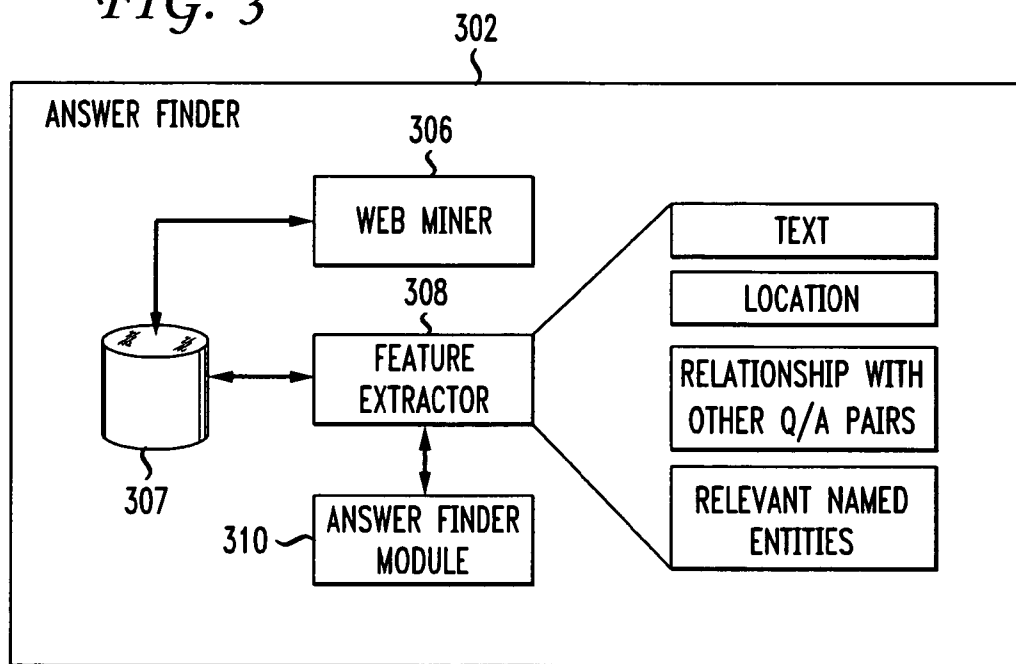 FIG. 3
302
ANSWER FINDER
306
WEB MINER
308
FEATURE
EXTRACTOR
307
310
ANSWER FINDER
MODULE
TEXT
LOCATION
RELATIONSHIP WITH
OTHER Q/A PAIRS
RELEVANT NAMED
ENTITIES